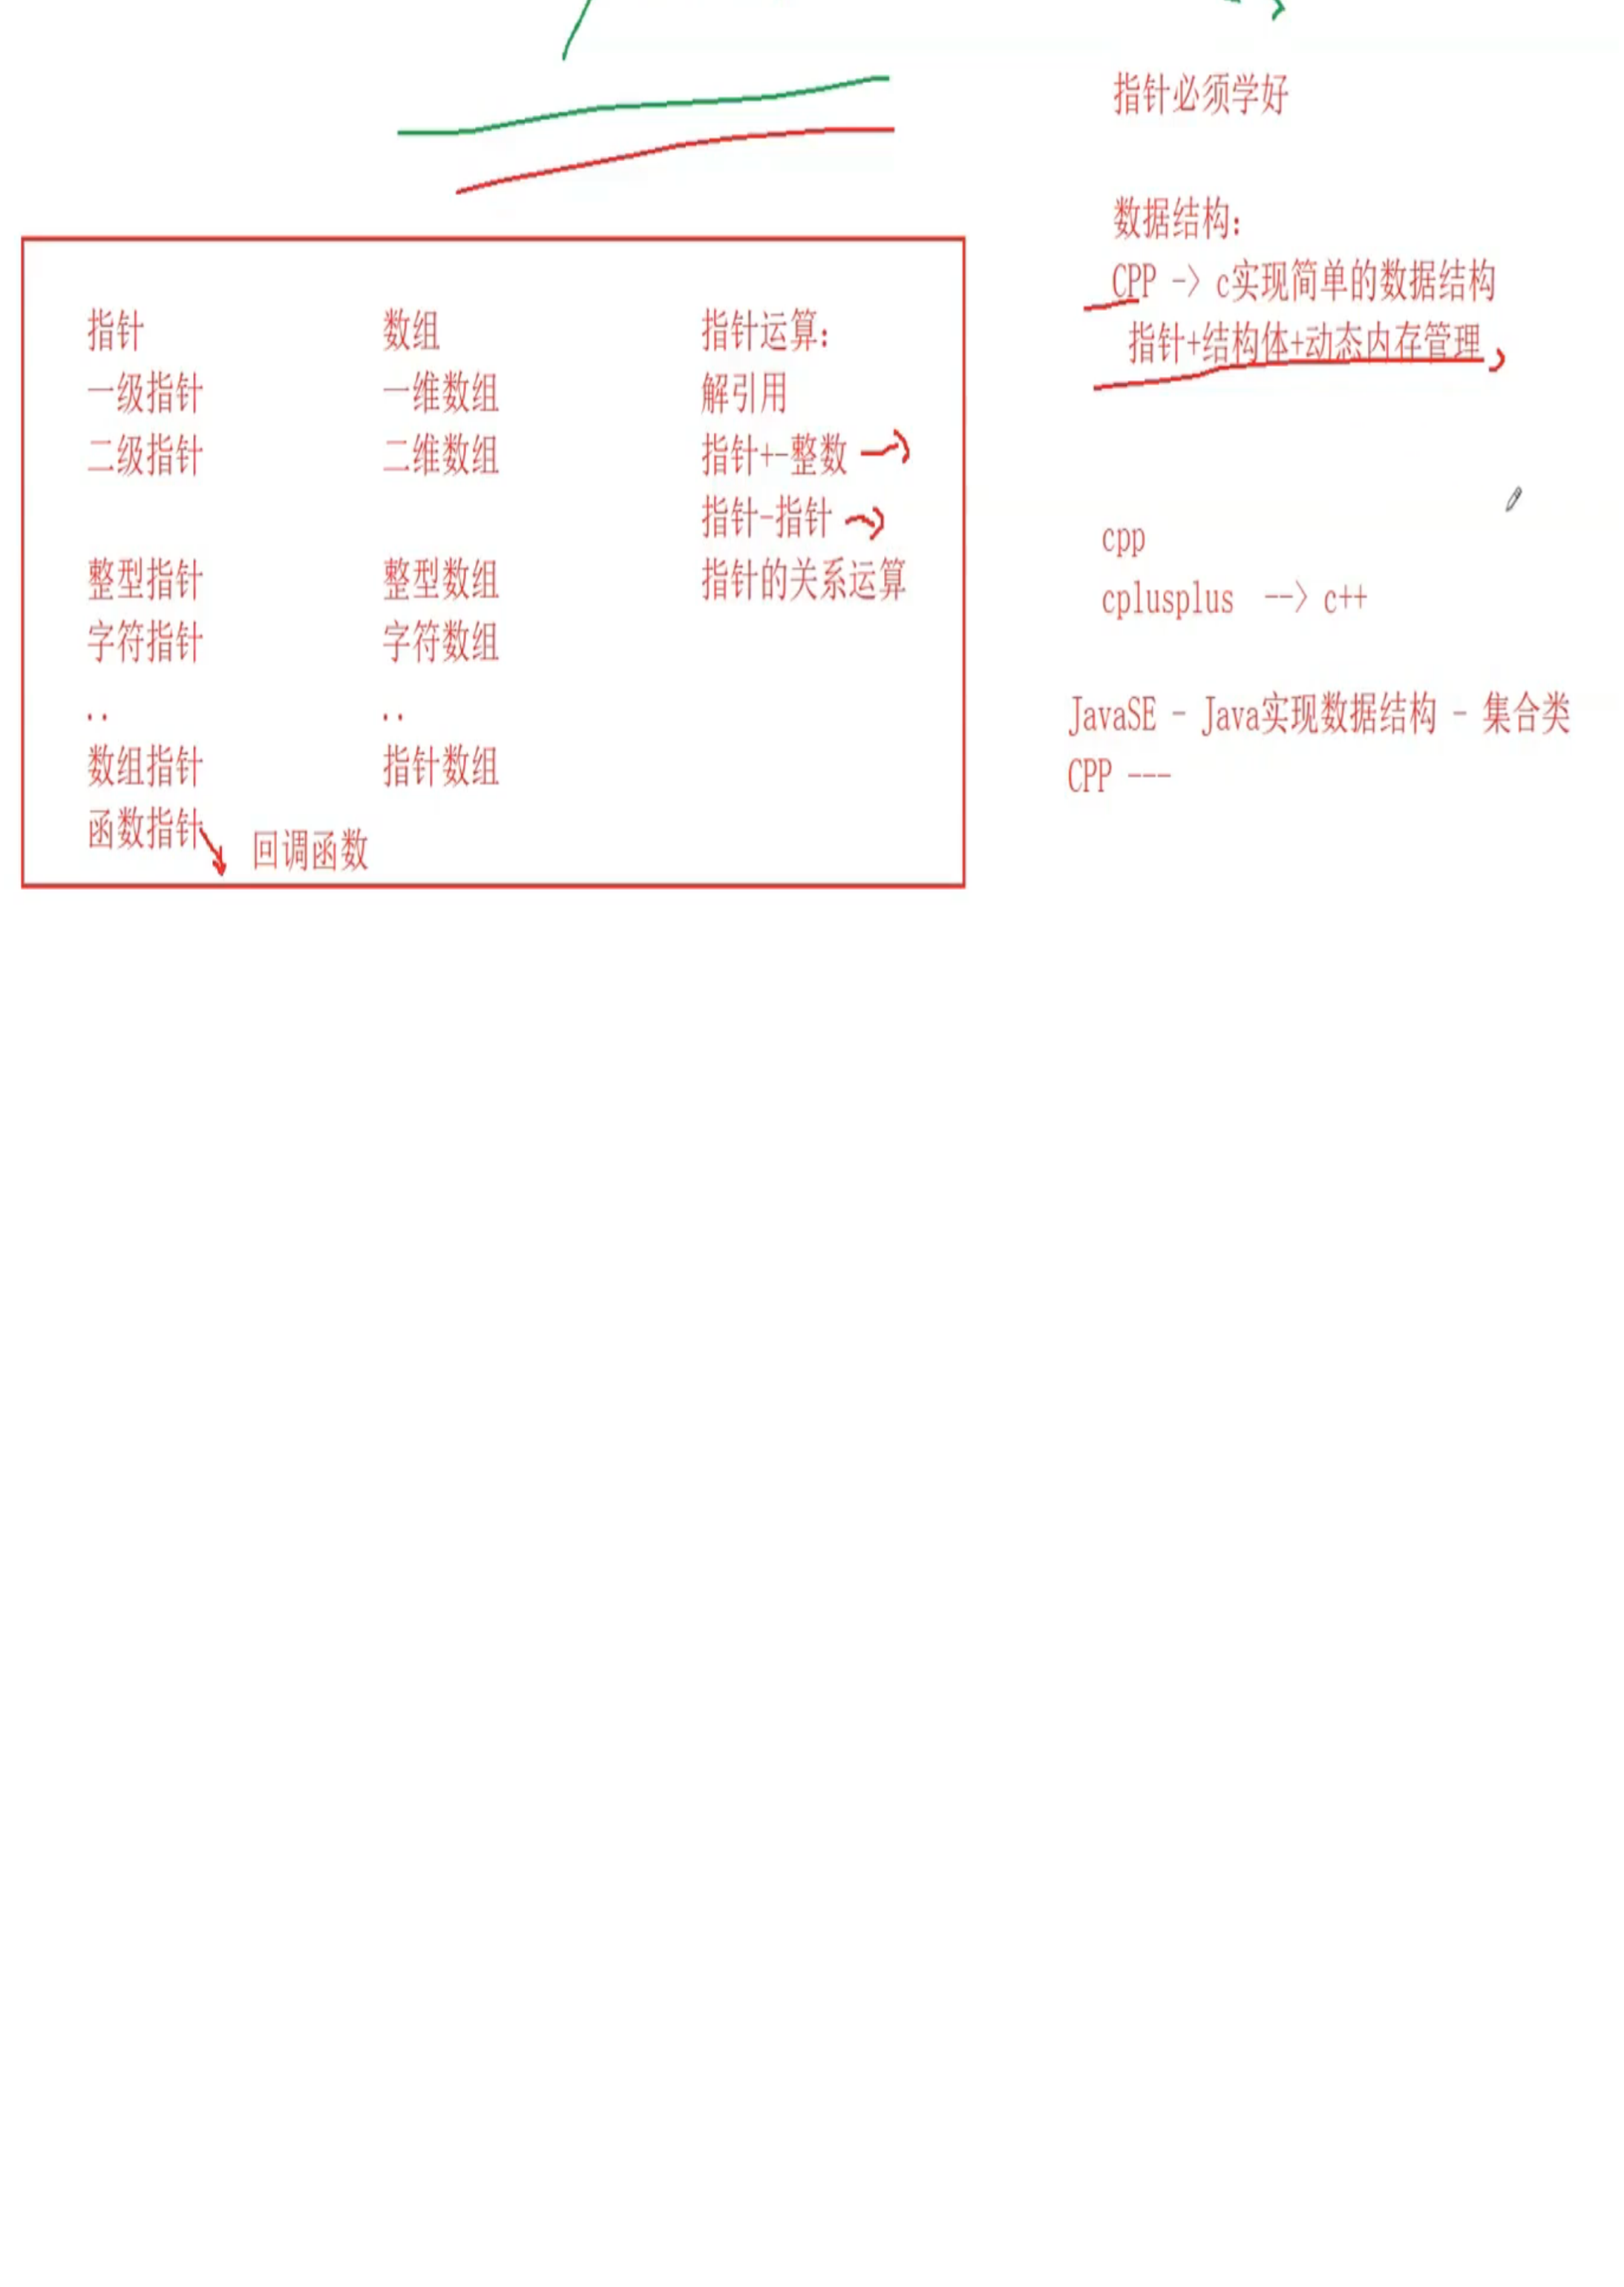 指针
一级指针
二级指针
整型指针
字符指针
..
数组指针
函数指针
回调函数
数组
一维数组
二维数组
整型数组
字符数组
..
指针数组
指针运算：
解引用
指针+-整数
指针-指针
指针的关系运算
指针必须学好
数据结构：
CPP -> c实现简单的数据结构
指针+结构体+动态内存管理
cpp
cplusplus --> c++
JavaSE - Java实现数据结构 - 集合类
CPP ---